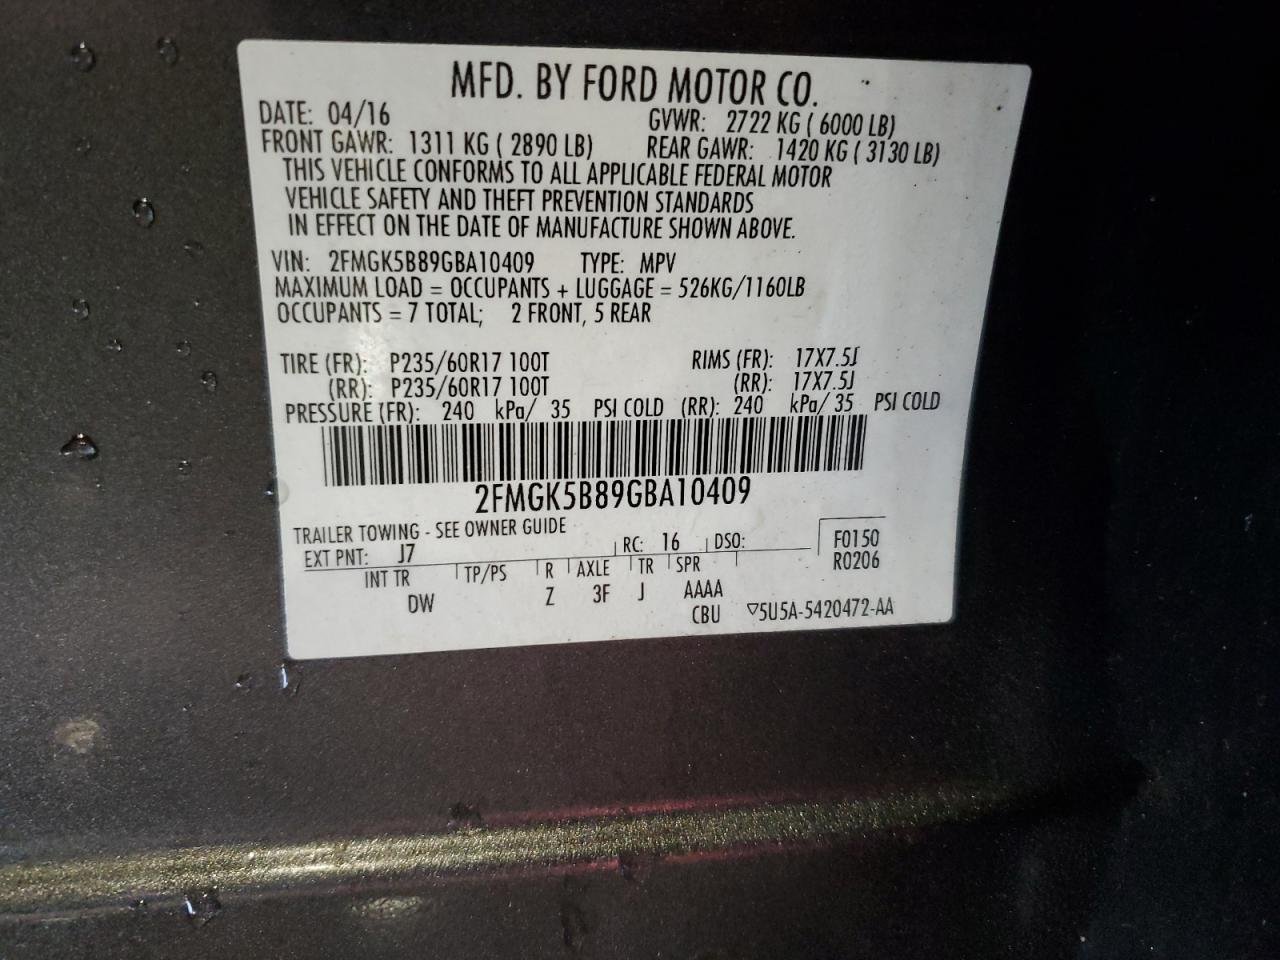 MFD. BY FORD MOTOR CO.
DATE: 04/16 GVWR: 2722 KG ( 6000 LB)
FRONT GAWR: 1311 KG ( 2890 LB) REAR GAWR: 1420 KG ( 3130 LB)
THIS VEHICLE CONFORMS TO ALL APPLICABLE FEDERAL MOTOR
VEHICLE SAFETY AND THEFT PREVENTION STANDARDS
IN EFFECT ON THE DATE OF MANUFACTURE SHOWN ABOVE.
VIN: 2FMGK5B89GBA10409 TYPE: MPV
MAXIMUM LOAD = OCCUPANTS + LUGGAGE = 526KG/1160LB
OCCUPANTS = 7 TOTAL; 2 FRONT, 5 REAR
TIRE (FR): P235/60R17 100T RIMS (FR): 17X7.5J
(RR): P235/60R17 100T (RR): 17X7.5J
PRESSURE (FR): 240 kPa/ 35 PSI COLD (RR): 240 kPa/ 35 PSI COLD
2FMGK5B89GBA10409
TRAILER TOWING - SEE OWNER GUIDE
EXT PNT: J7 RC: 16 DSO: F0150
INT TR TP/PS R AXLE TR SPR R0206
DW Z 3F J AAAA
CBU ▽5U5A-5420472-AA